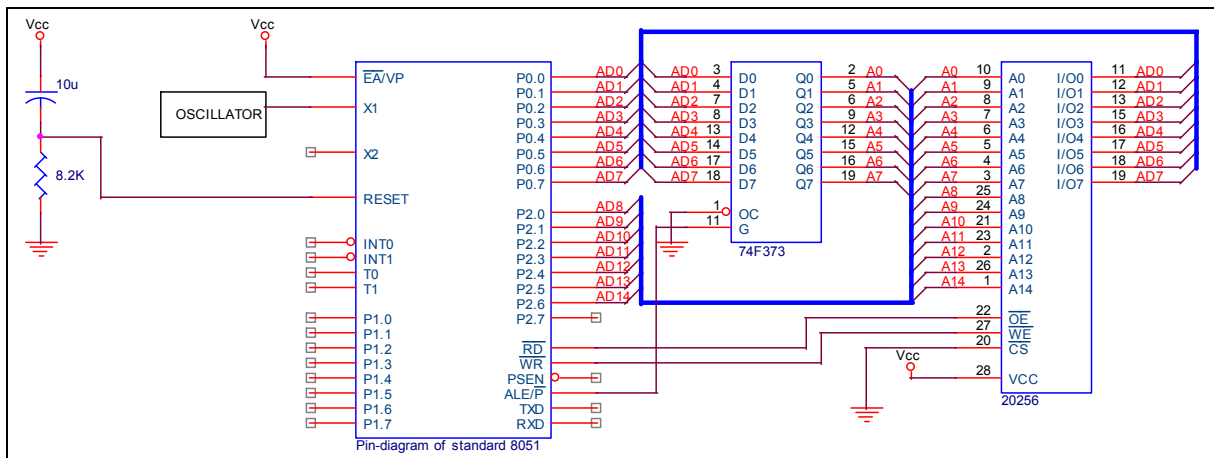 Vcc
10u
8.2K
Vcc
OSCILLATOR
EA/VP
X1
X2
RESET
INT0
INT1
T0
T1
P1.0
P1.1
P1.2
P1.3
P1.4
P1.5
P1.6
P1.7
P0.0 AD0
P0.1 AD1
P0.2 AD2
P0.3 AD3
P0.4 AD4
P0.5 AD5
P0.6 AD6
P0.7 AD7
P2.0 AD8
P2.1 AD9
P2.2 AD10
P2.3 AD11
P2.4 AD12
P2.5 AD13
P2.6 AD14
P2.7
RD
WR
PSEN
ALE/P
TXD
RXD
Pin-diagram of standard 8051
AD0 3 D0 Q0 2 A0
AD1 4 D1 Q1 5 A1
AD2 7 D2 Q2 6 A2
AD3 8 D3 Q3 9 A3
AD4 13 D4 Q4 12 A4
AD5 14 D5 Q5 15 A5
AD6 17 D6 Q6 16 A6
AD7 18 D7 Q7 19 A7
1 OC
11 G
74F373
A0 10 A0 I/O0 11 AD0
A1 9 A1 I/O1 12 AD1
A2 8 A2 I/O2 13 AD2
A3 7 A3 I/O3 15 AD3
A4 6 A4 I/O4 16 AD4
A5 5 A5 I/O5 17 AD5
A6 4 A6 I/O6 18 AD6
A7 3 A7 I/O7 19 AD7
A8 25 A8
A9 24 A9
A10 21 A10
A11 23 A11
A12 2 A12
A13 26 A13
A14 1 A14
22 OE
27 WE
20 CS
Vcc
28 VCC
20256